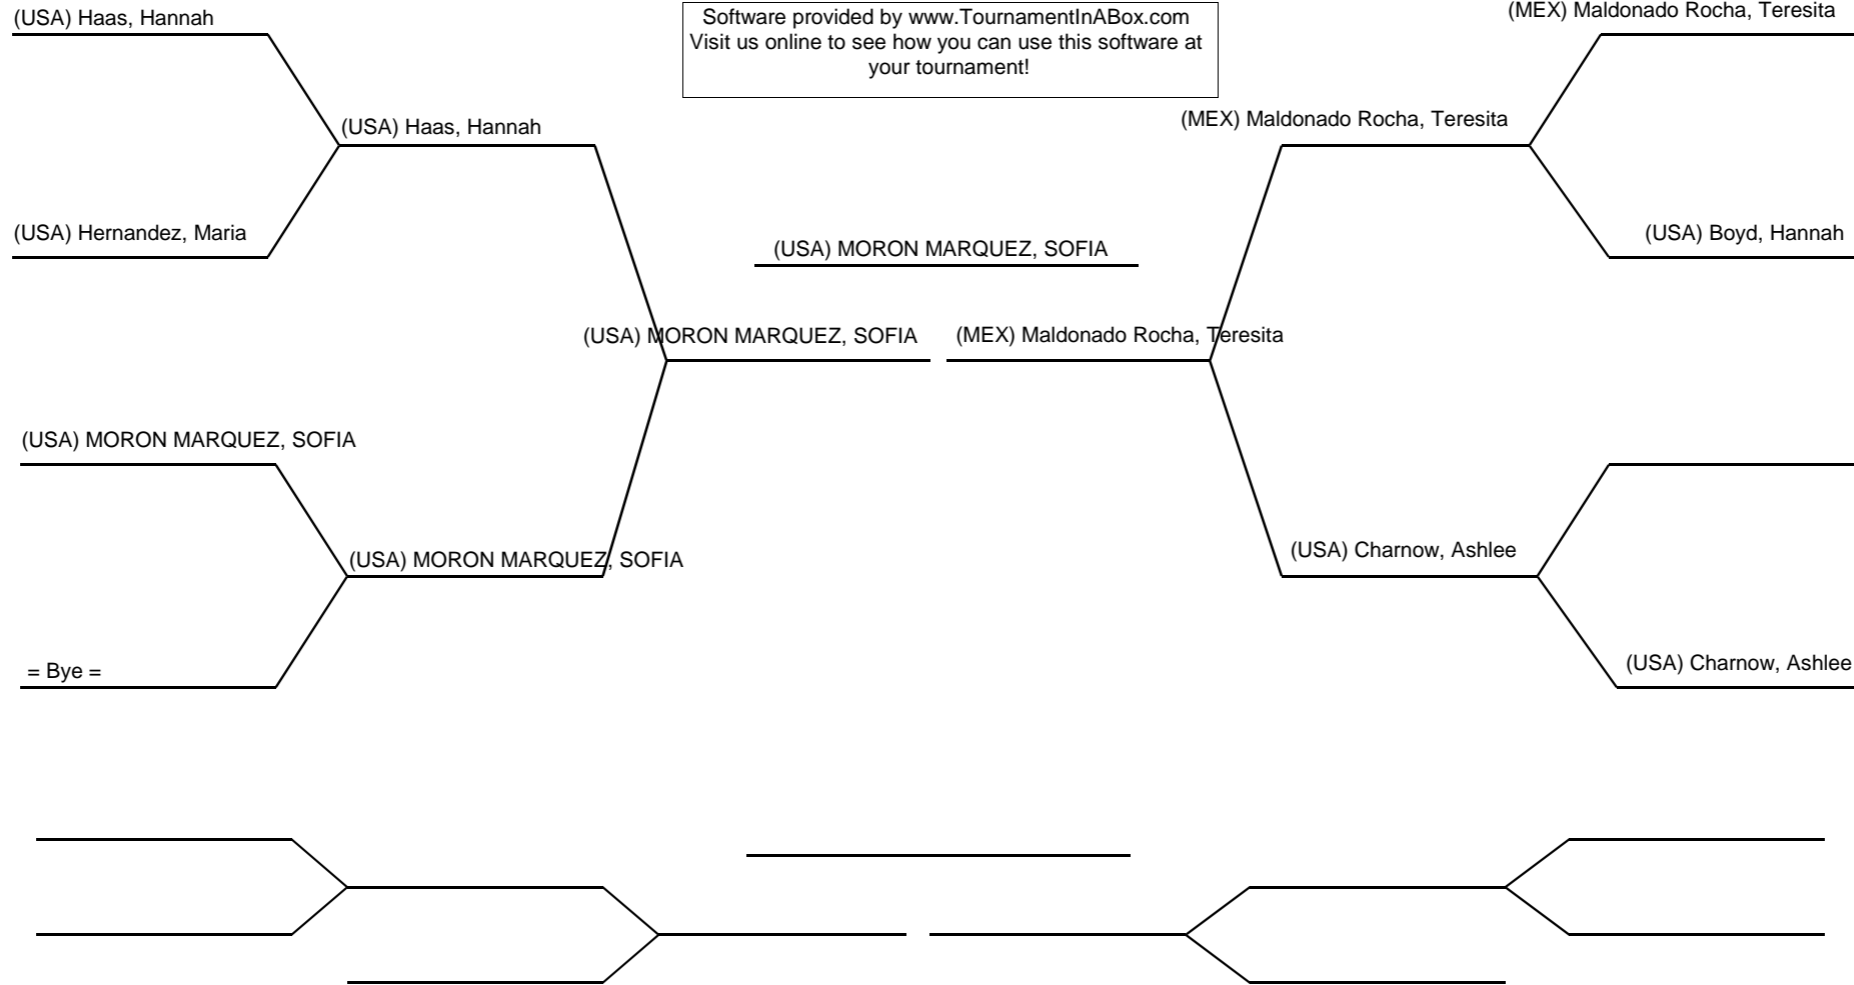 (USA) Haas, Hannah
Software provided by www.TournamentInABox.com
Visit us online to see how you can use this software at
your tournament!
(MEX) Maldonado Rocha, Teresita
(USA) Haas, Hannah
(MEX) Maldonado Rocha, Teresita
(USA) Hernandez, Maria
(USA) MORON MARQUEZ, SOFIA
(USA) Boyd, Hannah
(USA) MORON MARQUEZ, SOFIA
(MEX) Maldonado Rocha, Teresita
(USA) MORON MARQUEZ, SOFIA
(USA) MORON MARQUEZ, SOFIA
(USA) Charnow, Ashlee
= Bye =
(USA) Charnow, Ashlee